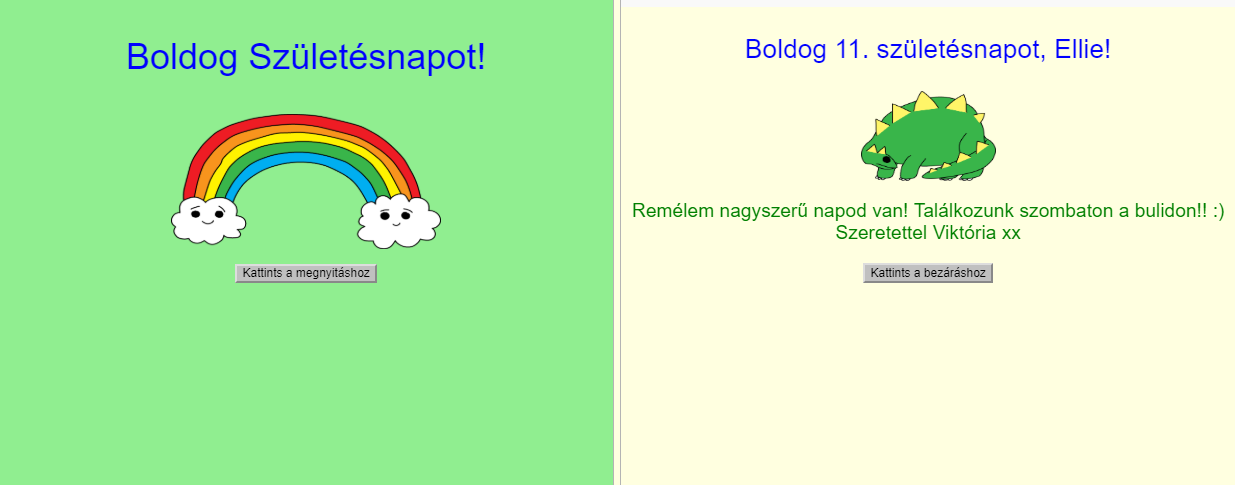 Boldog Születésnapot!
Kattints a megnyitáshoz
Boldog 11. születésnapot, Ellie!
Remélem nagyszerű napod van! Találkozunk szombaton a bulidon!! :)
Szeretettel Viktória xx
Kattints a bezáráshoz